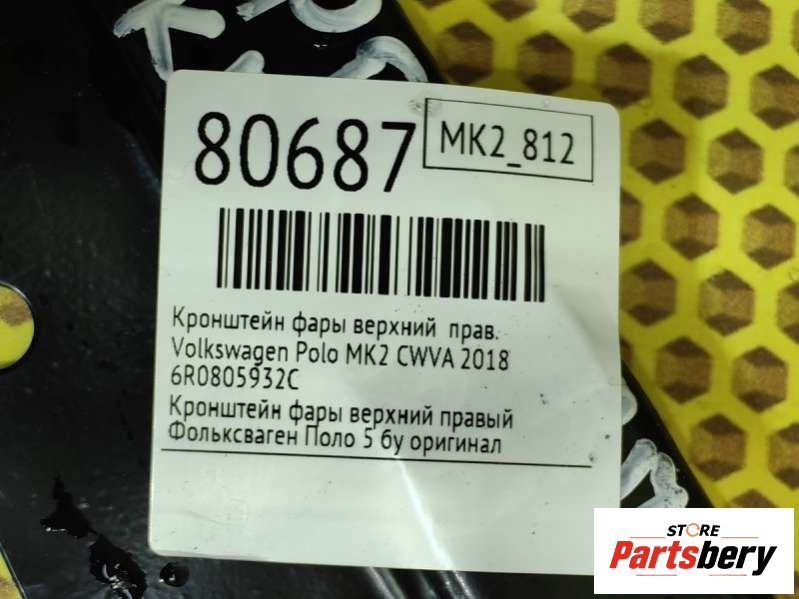 80687
MK2_812
Кронштейн фары верхний прав.
Volkswagen Polo MK2 CWVA 2018
6R0805932C
Кронштейн фары верхний правый
Фольксваген Поло 5 бу оригинал
STORE
Partsbery